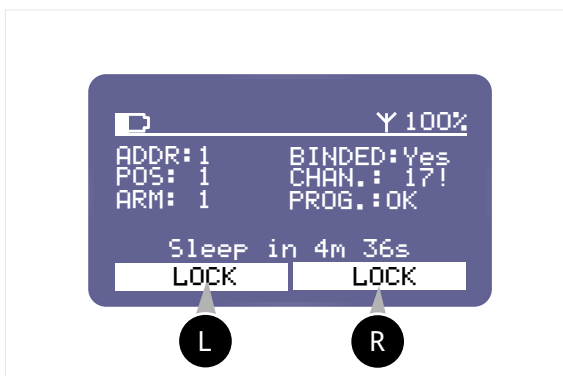 100%
ADDR:1 BINDED:Yes
POS: 1 CHAN.: 17!
ARM: 1 PROG.:OK
Sleep in 4m 36s
LOCK LOCK
L R